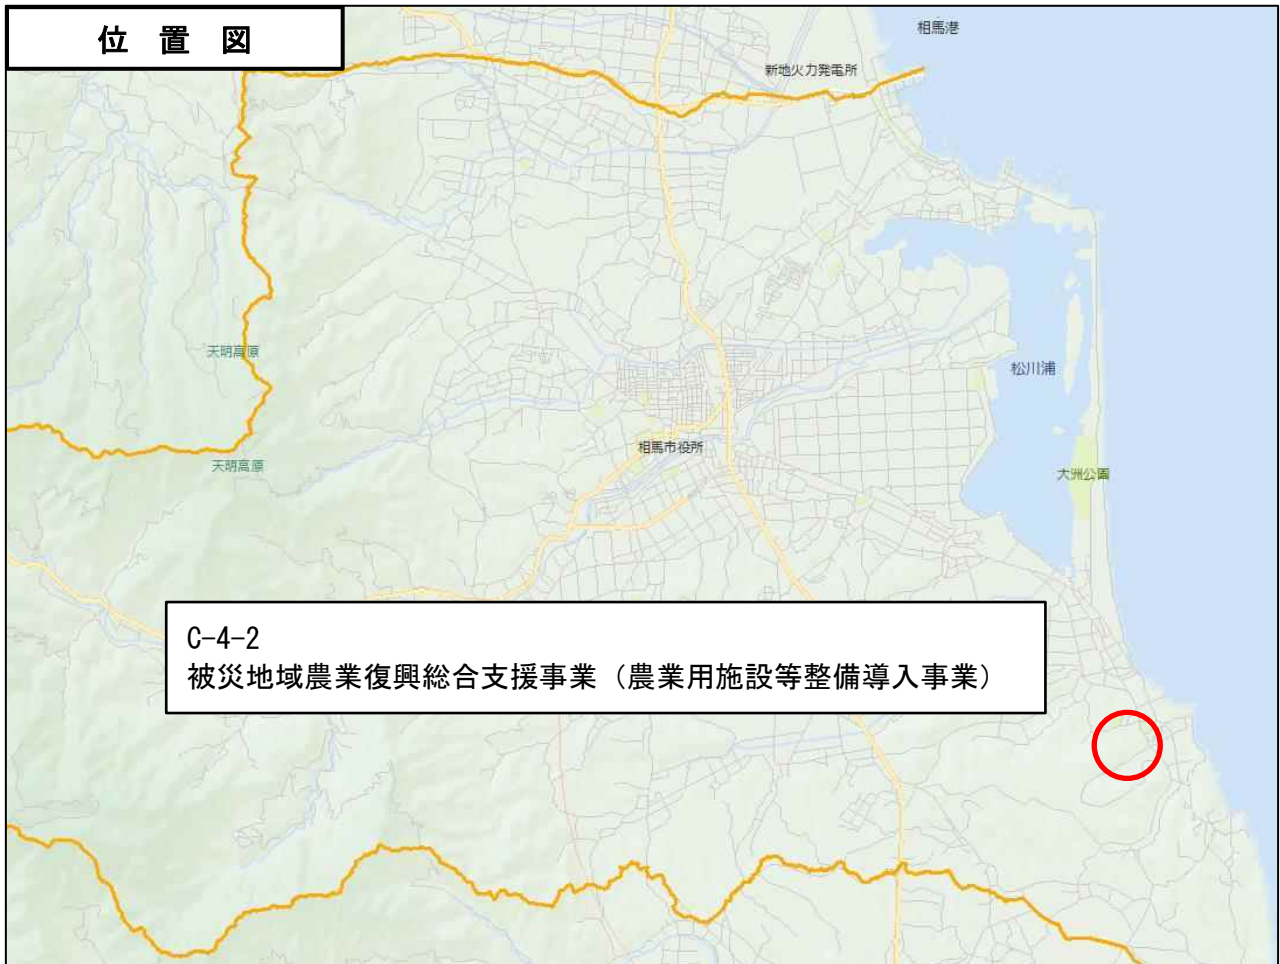 位 置 図
相馬港
新地火力発電所
天明高原
松川浦
相馬市役所
天明高原
大洲公園
C-4-2
被災地域農業復興総合支援事業（農業用施設等整備導入事業）